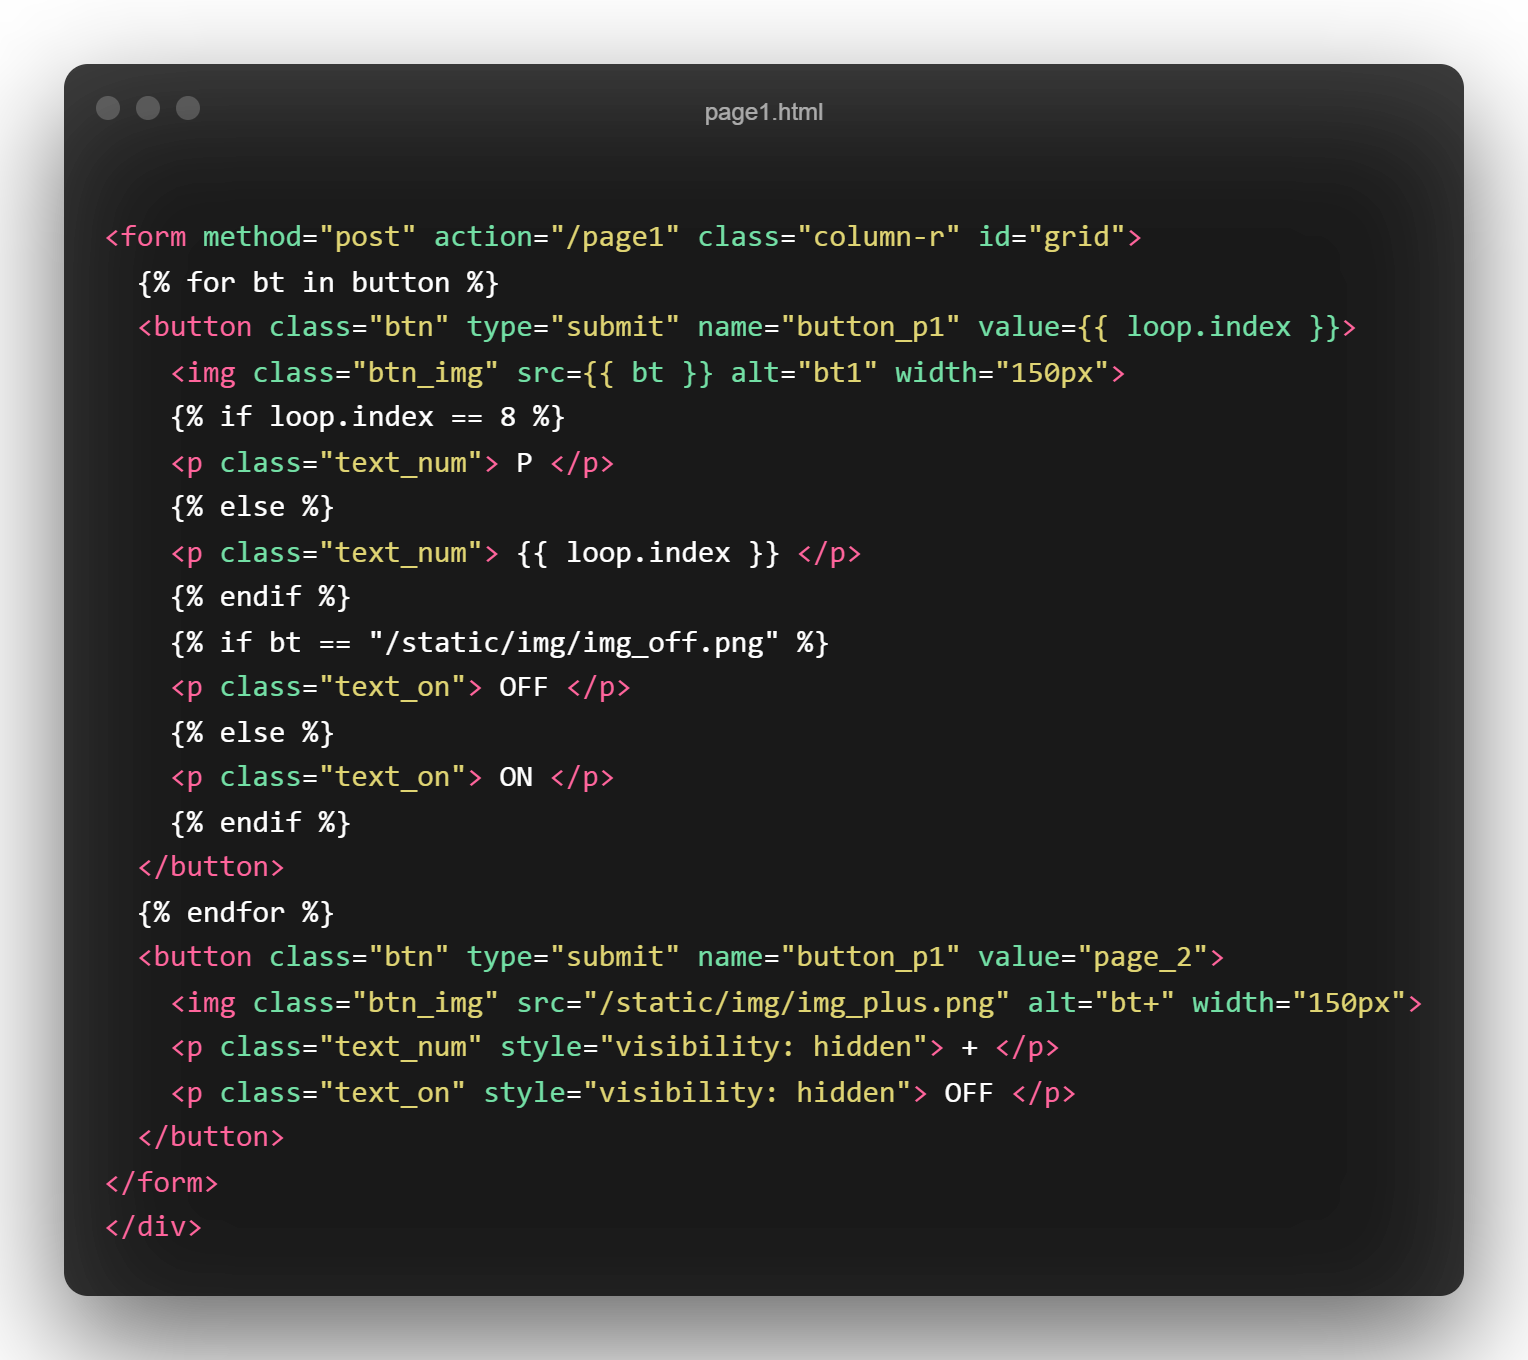 page1.html
<form method="post" action="/page1" class="column-r" id="grid">
  {% for bt in button %}
  <button class="btn" type="submit" name="button_p1" value={{ loop.index }}>
    <img class="btn_img" src={{ bt }} alt="bt1" width="150px">
    {% if loop.index == 8 %}
    <p class="text_num"> P </p>
    {% else %}
    <p class="text_num"> {{ loop.index }} </p>
    {% endif %}
    {% if bt == "/static/img/img_off.png" %}
    <p class="text_on"> OFF </p>
    {% else %}
    <p class="text_on"> ON </p>
    {% endif %}
  </button>
  {% endfor %}
  <button class="btn" type="submit" name="button_p1" value="page_2">
    <img class="btn_img" src="/static/img/img_plus.png" alt="bt+" width="150px">
    <p class="text_num" style="visibility: hidden"> + </p>
    <p class="text_on" style="visibility: hidden"> OFF </p>
  </button>
</form>
</div>